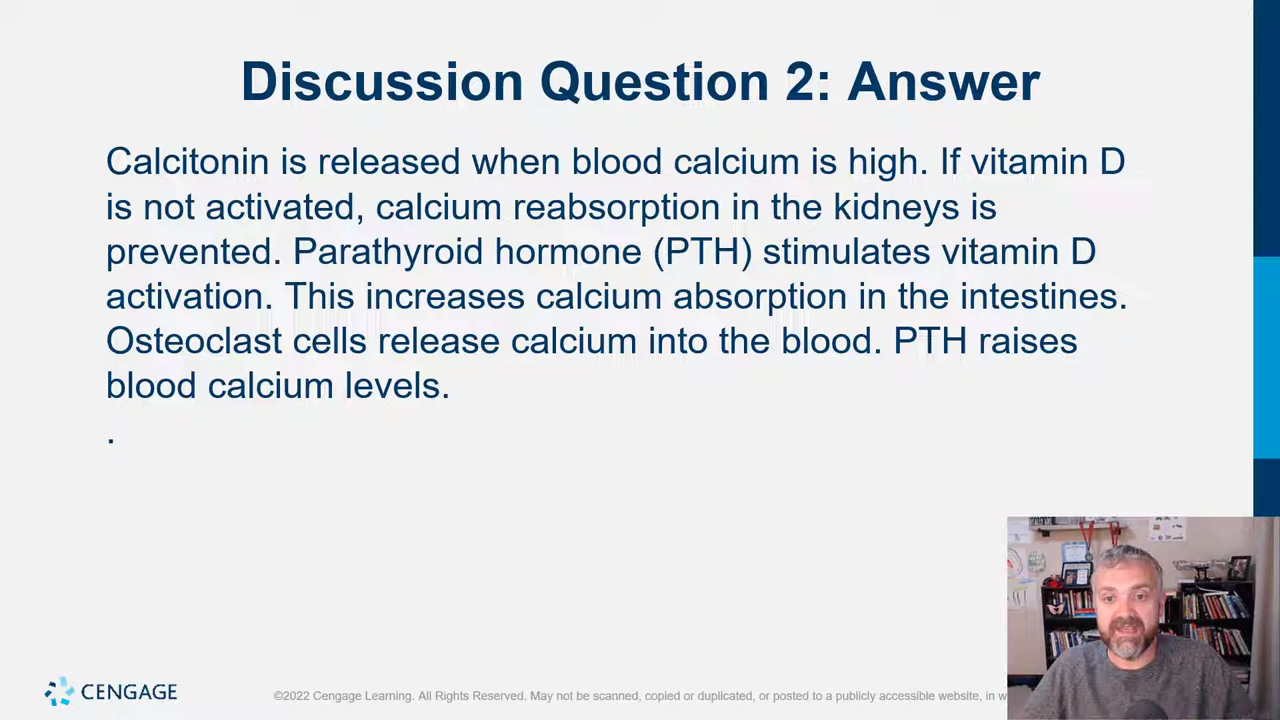 Discussion Question 2: Answer
Calcitonin is released when blood calcium is high. If vitamin D
is not activated, calcium reabsorption in the kidneys is
prevented. Parathyroid hormone (PTH) stimulates vitamin D
activation. This increases calcium absorption in the intestines.
Osteoclast cells release calcium into the blood. PTH raises
blood calcium levels.
.
CENGAGE
©2022 Cengage Learning. All Rights Reserved. May not be scanned, copied or duplicated, or posted to a publicly accessible website, in w